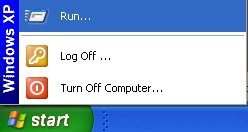 Windows XP
Run...
Log Off ...
Turn Off Computer...
start